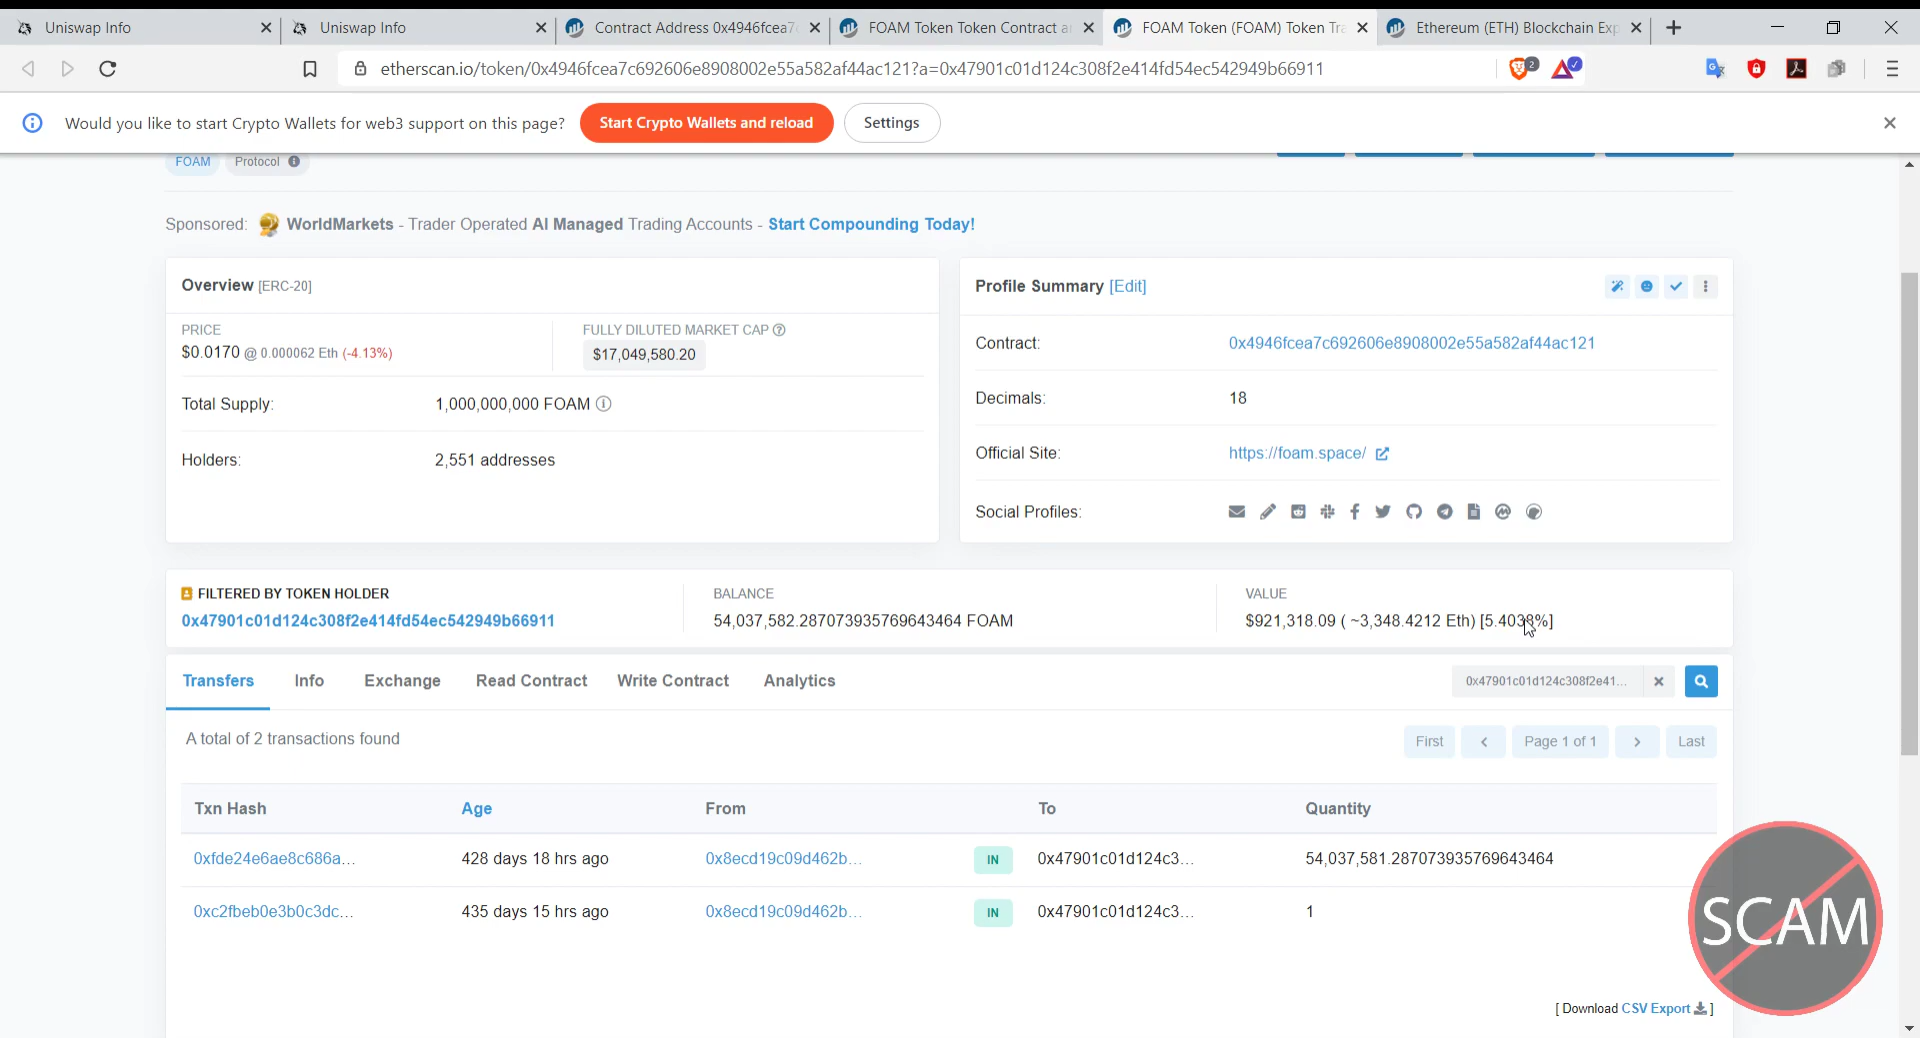 Uniswap Info
Uniswap Info
Contract Address 0x4946fcea7
FOAM Token Token Contract a
FOAM Token (FOAM) Token Tra
Ethereum (ETH) Blockchain Exp
etherscan.io/token/0x4946fcea7c692606e8908002e55a582af44ac121?a=0x47901c01d124c308f2e414fd54ec542949b66911
2
Would you like to start Crypto Wallets for web3 support on this page?
Start Crypto Wallets and reload
Settings
FOAM
Protocol
Sponsored: WorldMarkets - Trader Operated AI Managed Trading Accounts - Start Compounding Today!
Overview [ERC-20]
PRICE
$0.0170 @ 0.000062 Eth (-4.13%)
FULLY DILUTED MARKET CAP
$17,049,580.20
Total Supply: 1,000,000,000 FOAM
Holders: 2,551 addresses
Profile Summary [Edit]
Contract: 0x4946fcea7c692606e8908002e55a582af44ac121
Decimals: 18
Official Site: https://foam.space/
Social Profiles:
FILTERED BY TOKEN HOLDER
0x47901c01d124c308f2e414fd54ec542949b66911
BALANCE
54,037,582.287073935769643464 FOAM
VALUE
$921,318.09 ( ~3,348.4212 Eth) [5.4038%]
Transfers Info Exchange Read Contract Write Contract Analytics
0x47901c01d124c308f2e41...
A total of 2 transactions found
First Page 1 of 1 Last
Txn Hash Age From To Quantity
0xfde24e6ae8c686a... 428 days 18 hrs ago 0x8ecd19c09d462b... IN 0x47901c01d124c3... 54,037,581.287073935769643464
0xc2fbeb0e3b0c3dc... 435 days 15 hrs ago 0x8ecd19c09d462b... IN 0x47901c01d124c3... 1
SCAM
[ Download CSV Export ]